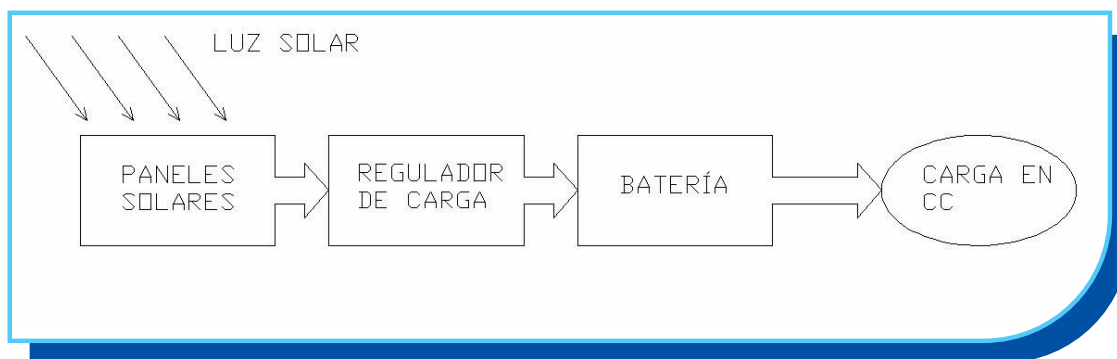 LUZ SOLAR
PANELES
SOLARES
REGULADOR
DE CARGA
BATERÍA
CARGA EN
CC